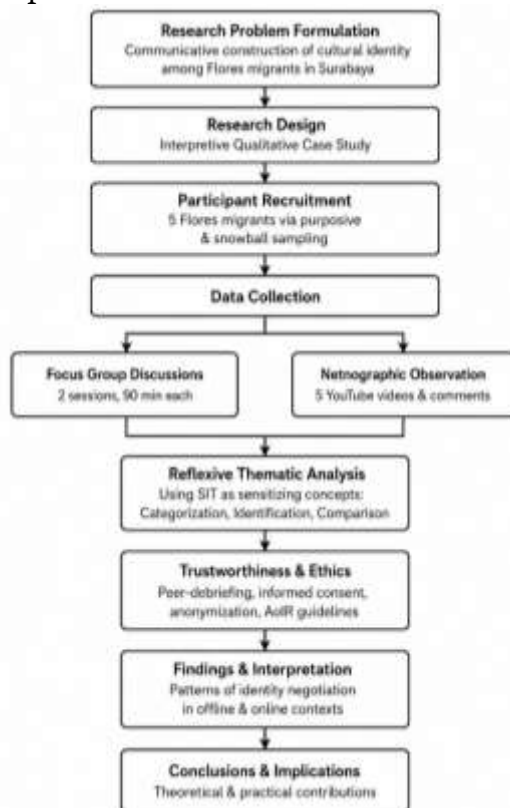 Research Problem Formulation
Communicative construction of cultural identity
among Flores migrants in Surabaya
Research Design
Interpretive Qualitative Case Study
Participant Recruitment
5 Flores migrants via purposive
& snowball sampling
Data Collection
Focus Group Discussions
2 sessions, 90 min each
Netnographic Observation
5 YouTube videos & comments
Reflexive Thematic Analysis
Using SIT as sensitizing concepts:
Categorization, Identification, Comparison
Trustworthiness & Ethics
Peer-debriefing, informed consent,
anonymization, AoIR guidelines
Findings & Interpretation
Patterns of identity negotiation
in offline & online contexts
Conclusions & Implications
Theoretical & practical contributions